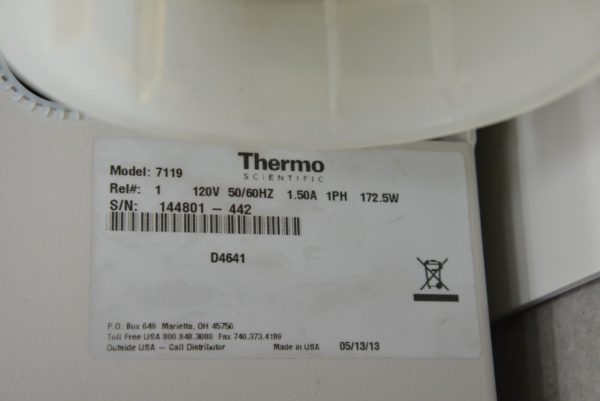 Thermo
SCIENTIFIC
Model: 7119
Rel#: 1 120V 50/60HZ 1.50A 1PH 172.5W
S/N: 144801 - 442
D4641
P.O. Box 649 Marietta, OH 45750
Toll Free USA 800.848.3080 Fax 740.373.4189
Outside USA - Call Distributor Made in USA 05/13/13